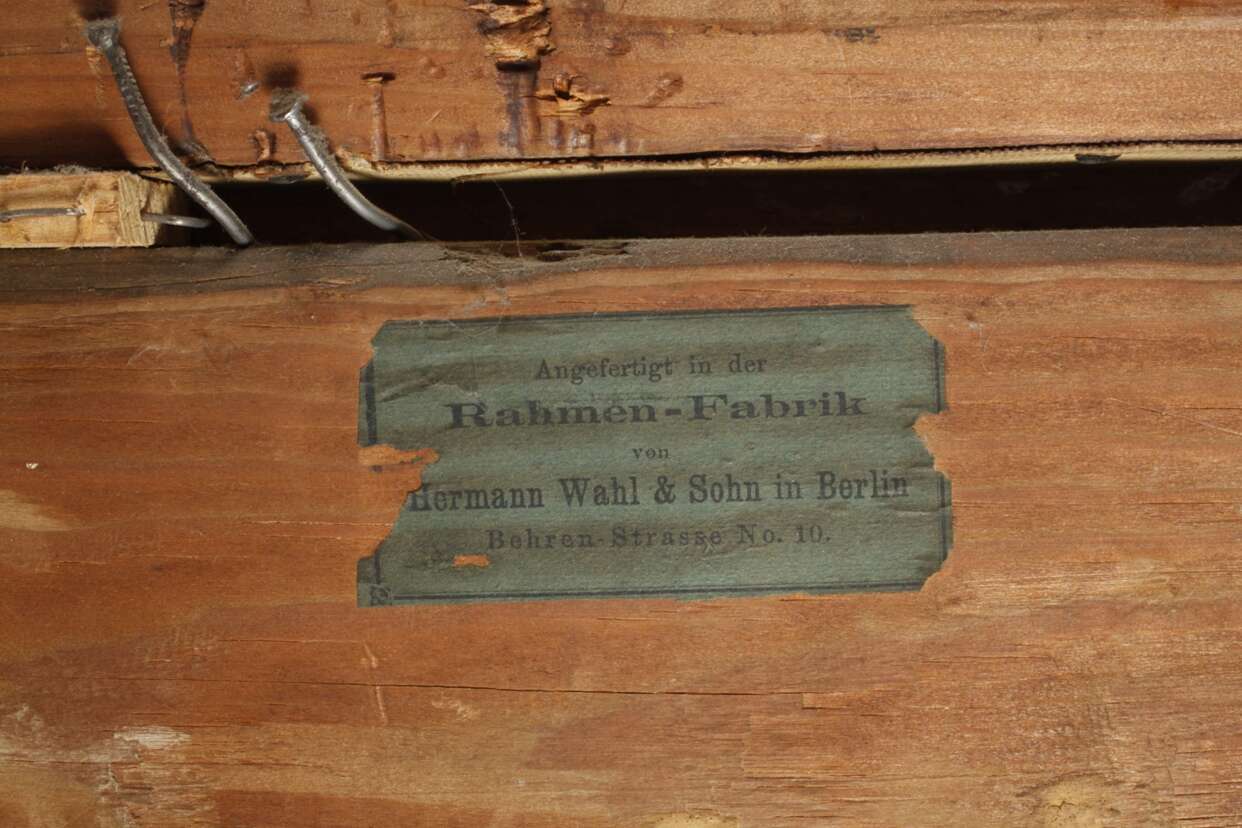 Angefertigt in der
Rahmen-Fabrik
von
Hermann Wahl & Sohn in Berlin
Behren-Strasse No. 10.